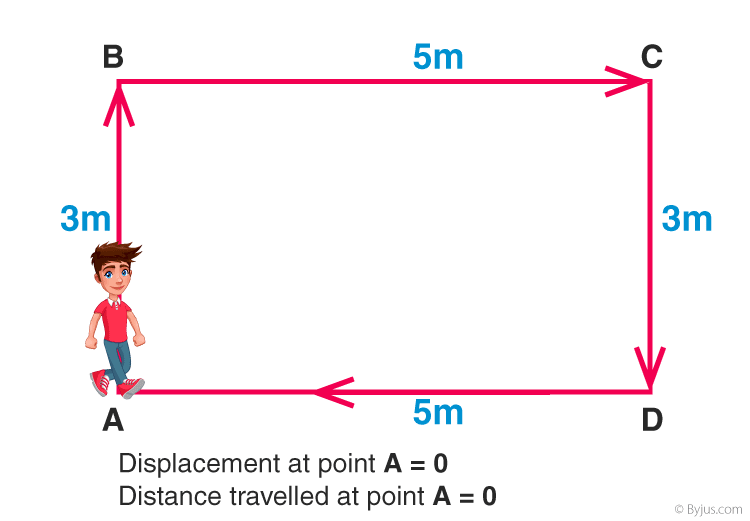 B
5m
C
3m
3m
A
5m
D
Displacement at point A = 0
Distance travelled at point A = 0
© Byjus.com